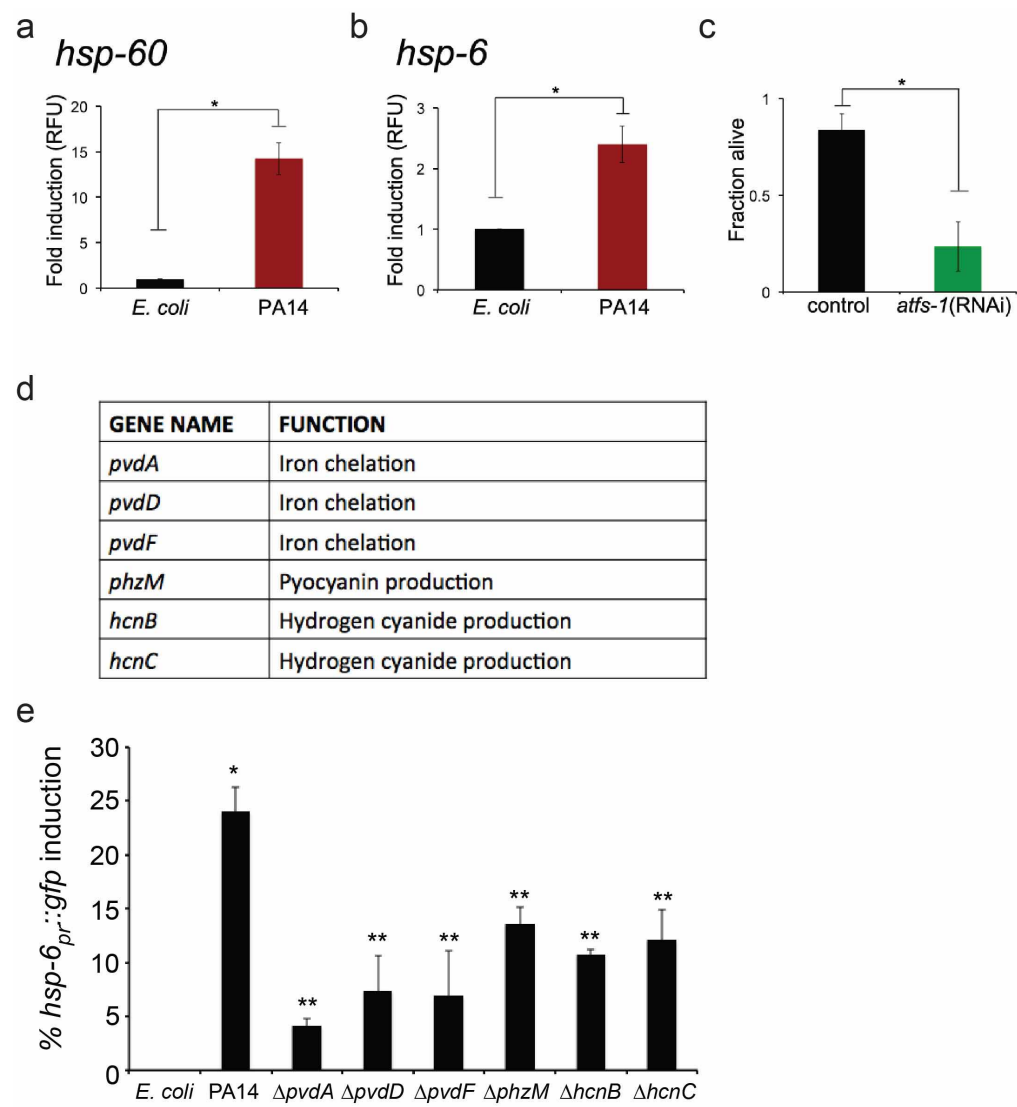 a
hsp-60
Fold induction (RFU)
20
15
10
5
0
*
E. coli
PA14
b
hsp-6
Fold induction (RFU)
3
2
1
0
*
E. coli
PA14
c
Fraction alive
1
0.5
0
*
control
atfs-1(RNAi)
d
GENE NAME FUNCTION
pvdA Iron chelation
pvdD Iron chelation
pvdF Iron chelation
phzM Pyocyanin production
hcnB Hydrogen cyanide production
hcnC Hydrogen cyanide production
e
% hsp-6pr::gfp induction
30
25
20
15
10
5
0
* ** ** ** ** ** **
E. coli PA14 ΔpvdA ΔpvdD ΔpvdF ΔphzM ΔhcnB ΔhcnC